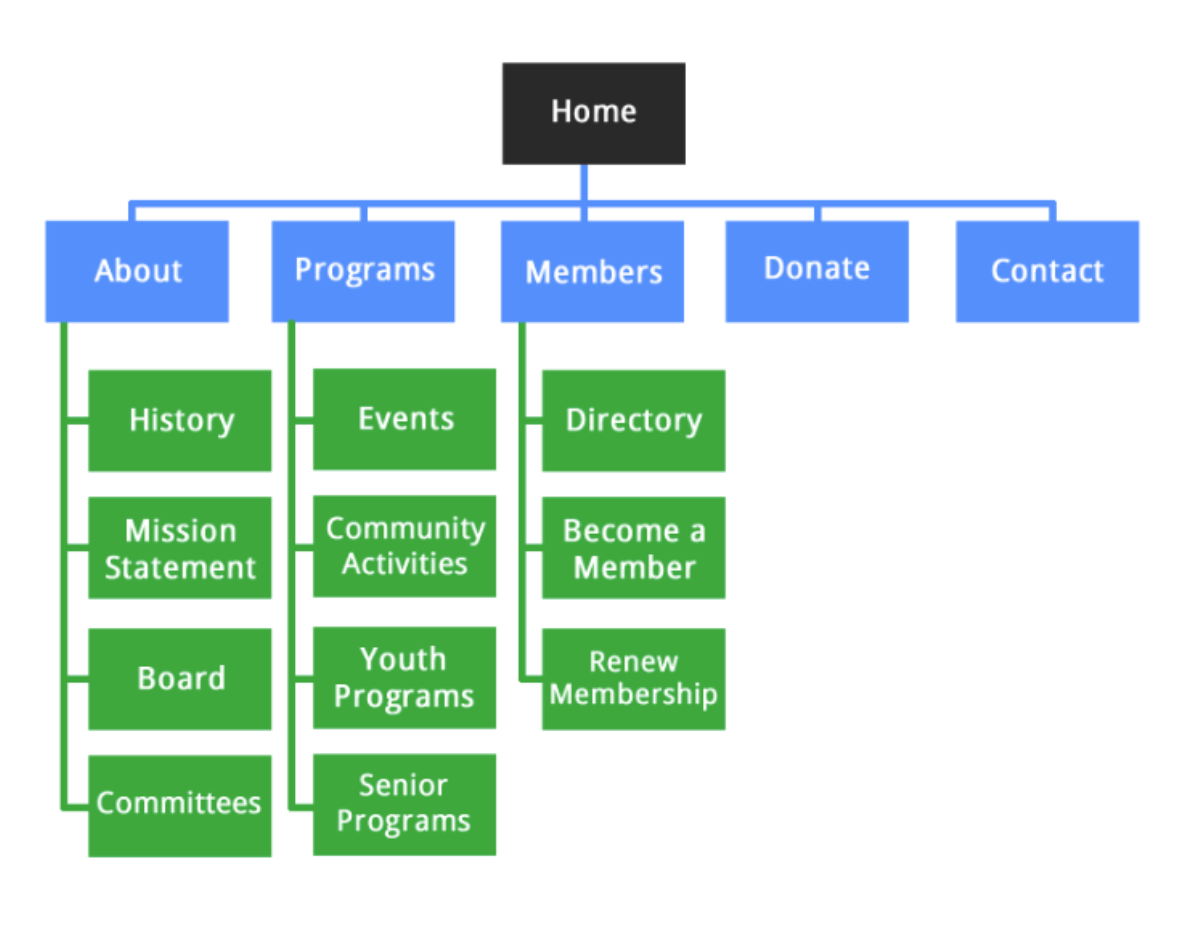 Home
About
Programs
Members
Donate
Contact
History
Mission
Statement
Board
Committees
Events
Community
Activities
Youth
Programs
Senior
Programs
Directory
Become a
Member
Renew
Membership